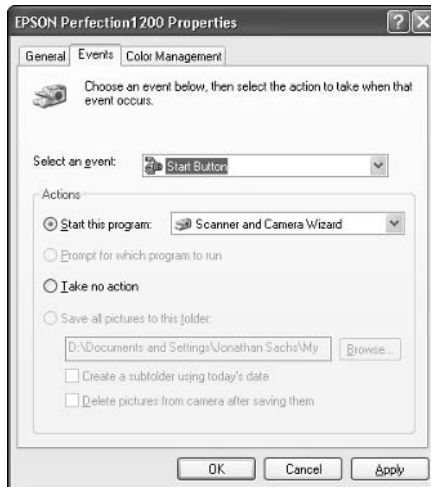 EPSON Perfection1200 Properties
General Events Color Management
Choose an event below, then select the action to take when that
event occurs.
Select an event: Start Button
Actions
Start this program: Scanner and Camera Wizard
Prompt for which program to run
Take no action
Save all pictures to this folder:
D:\Documents and Settings\Jonathan Sachs\My Browse...
Create a subfolder using today's date
Delete pictures from camera after saving them
OK Cancel Apply